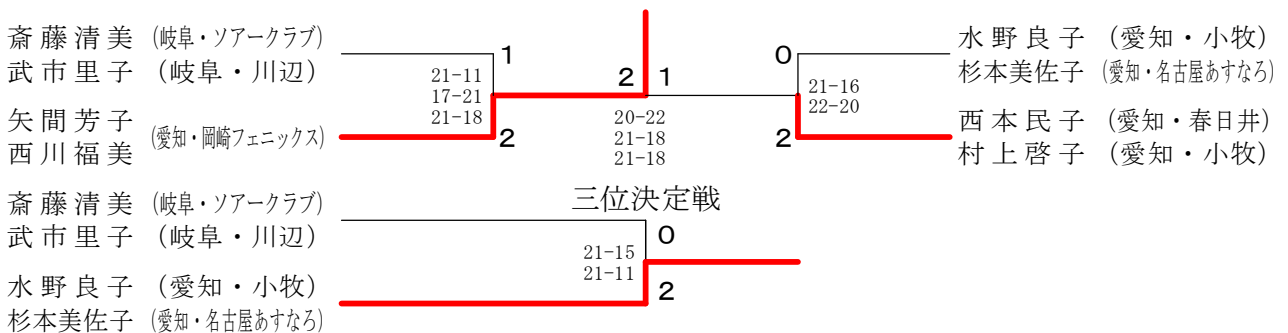 斎藤清美 (岐阜・ソアークラブ)
武市里子 (岐阜・川辺)
矢間芳子
西川福美
(愛知・岡崎フェニックス)
1
21-11
17-21
21-18
2
2 1
20-22
21-18
21-18
0
21-16
22-20
2
水野良子 (愛知・小牧)
杉本美佐子 (愛知・名古屋あすなろ)
西本民子 (愛知・春日井)
村上啓子 (愛知・小牧)
三位決定戦
斎藤清美 (岐阜・ソアークラブ)
武市里子 (岐阜・川辺)
水野良子 (愛知・小牧)
杉本美佐子 (愛知・名古屋あすなろ)
0
21-15
21-11
2